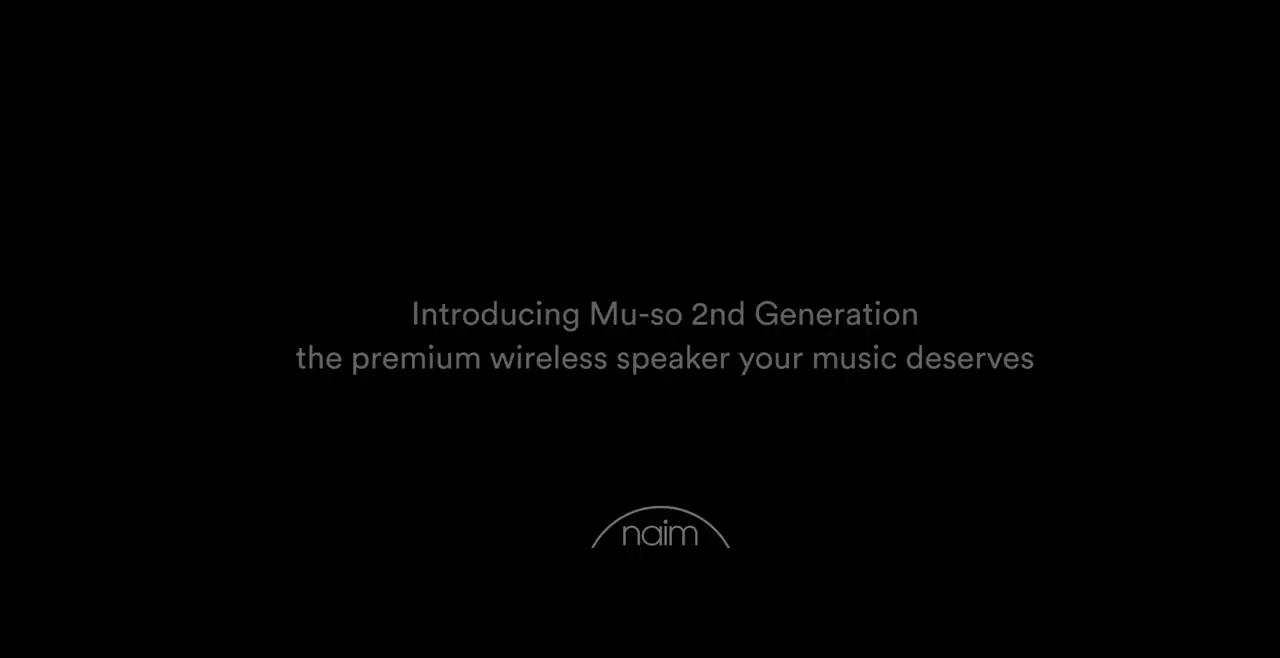 Introducing Mu-so 2nd Generation
the premium wireless speaker your music deserves
naim